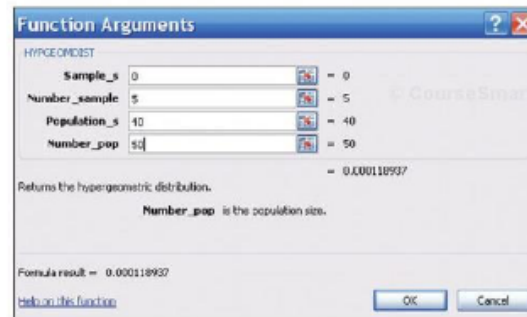 Function Arguments
HYPGEOMDIST
Sample_s 0 = 0
Number_sample 5 = 5
Population_s 40 = 40
Number_pop 50 = 50
© CourseSmart
= 0.000118937
Returns the hypergeometric distribution.
Number_pop is the population size.
Formula result = 0.000118937
Help on this function
OK Cancel